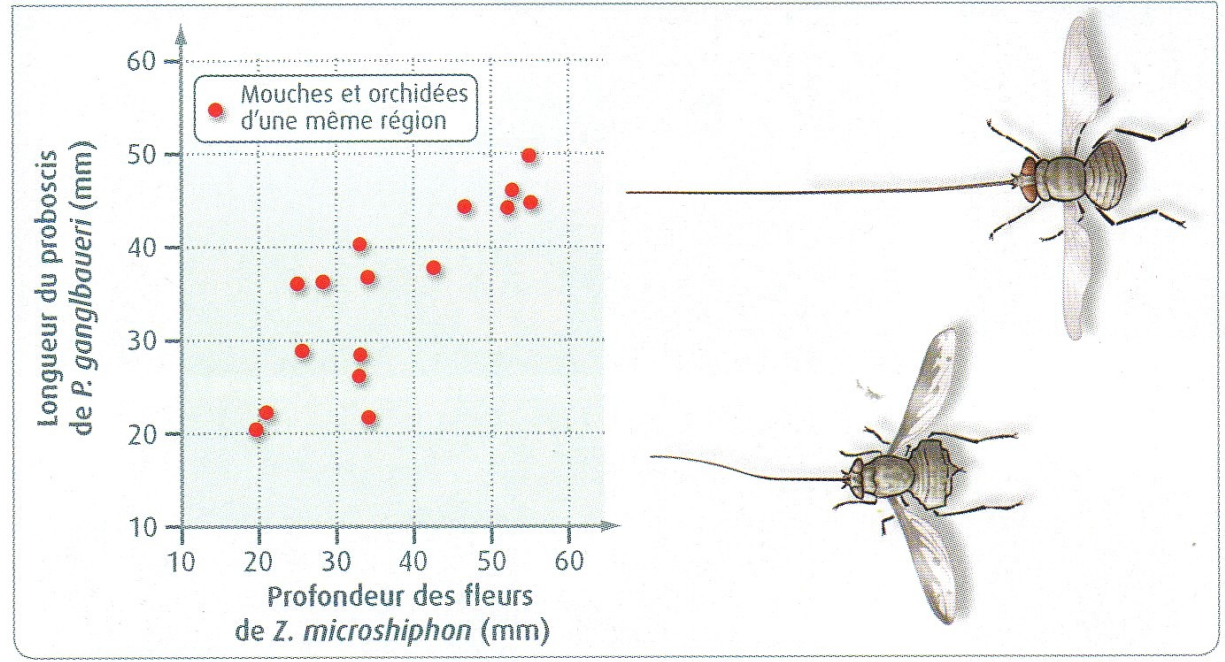 60
50
40
30
20
10
Mouches et orchidées
d'une même région
Longueur du proboscis
de P. ganglbaueri (mm)
10 20 30 40 50 60
Profondeur des fleurs
de Z. microshiphon (mm)